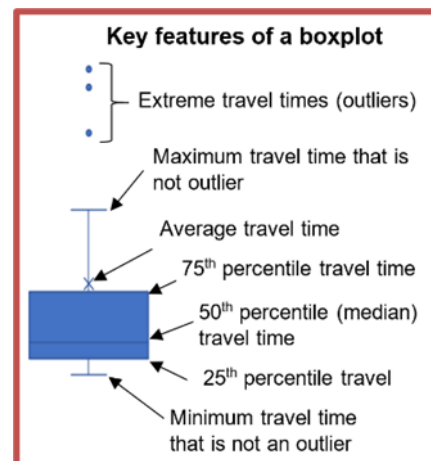 Key features of a boxplot
Extreme travel times (outliers)
Maximum travel time that is
not outlier
Average travel time
75th percentile travel time
50th percentile (median)
travel time
25th percentile travel
Minimum travel time
that is not an outlier